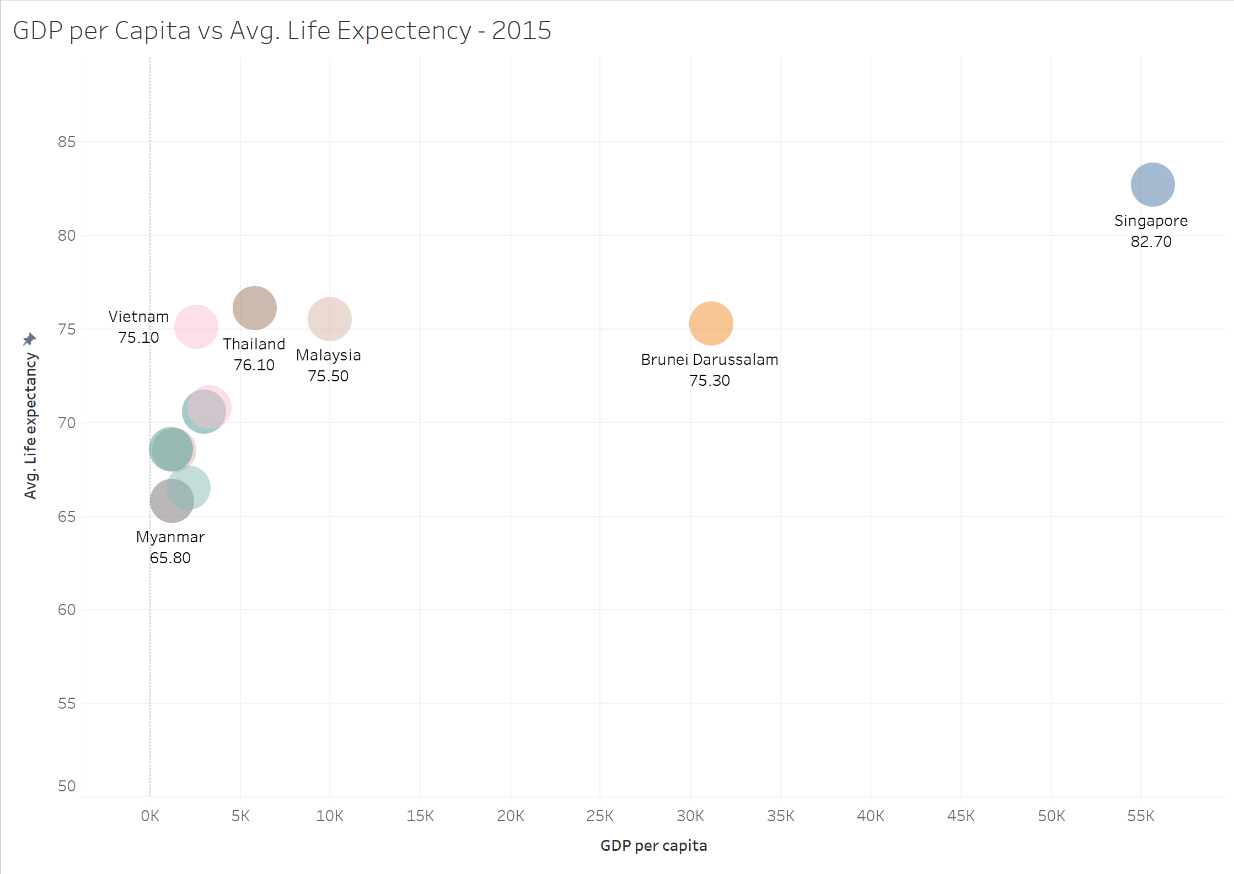 GDP per Capita vs Avg. Life Expectency - 2015
85
80
75
70
65
60
55
50
Avg. Life expectancy
Singapore
82.70
Vietnam
75.10
Thailand
76.10
Malaysia
75.50
Brunei Darussalam
75.30
Myanmar
65.80
0K 5K 10K 15K 20K 25K 30K 35K 40K 45K 50K 55K
GDP per capita